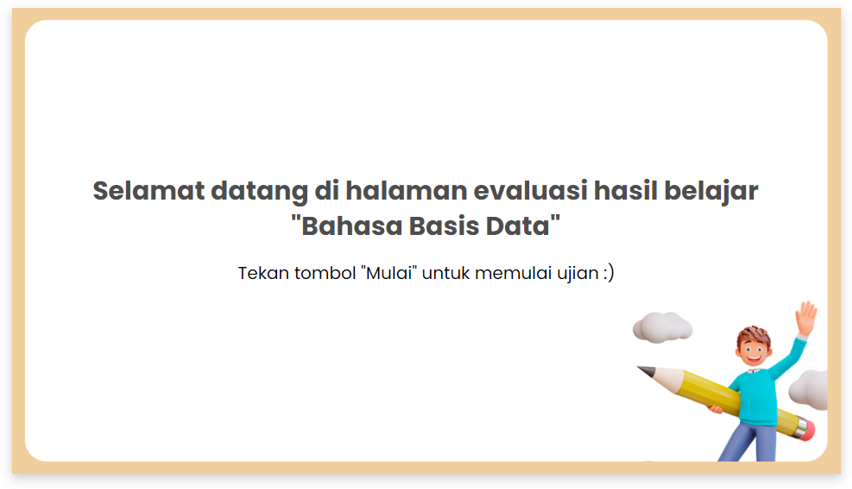 Selamat datang di halaman evaluasi hasil belajar
"Bahasa Basis Data"
Tekan tombol "Mulai" untuk memulai ujian :)